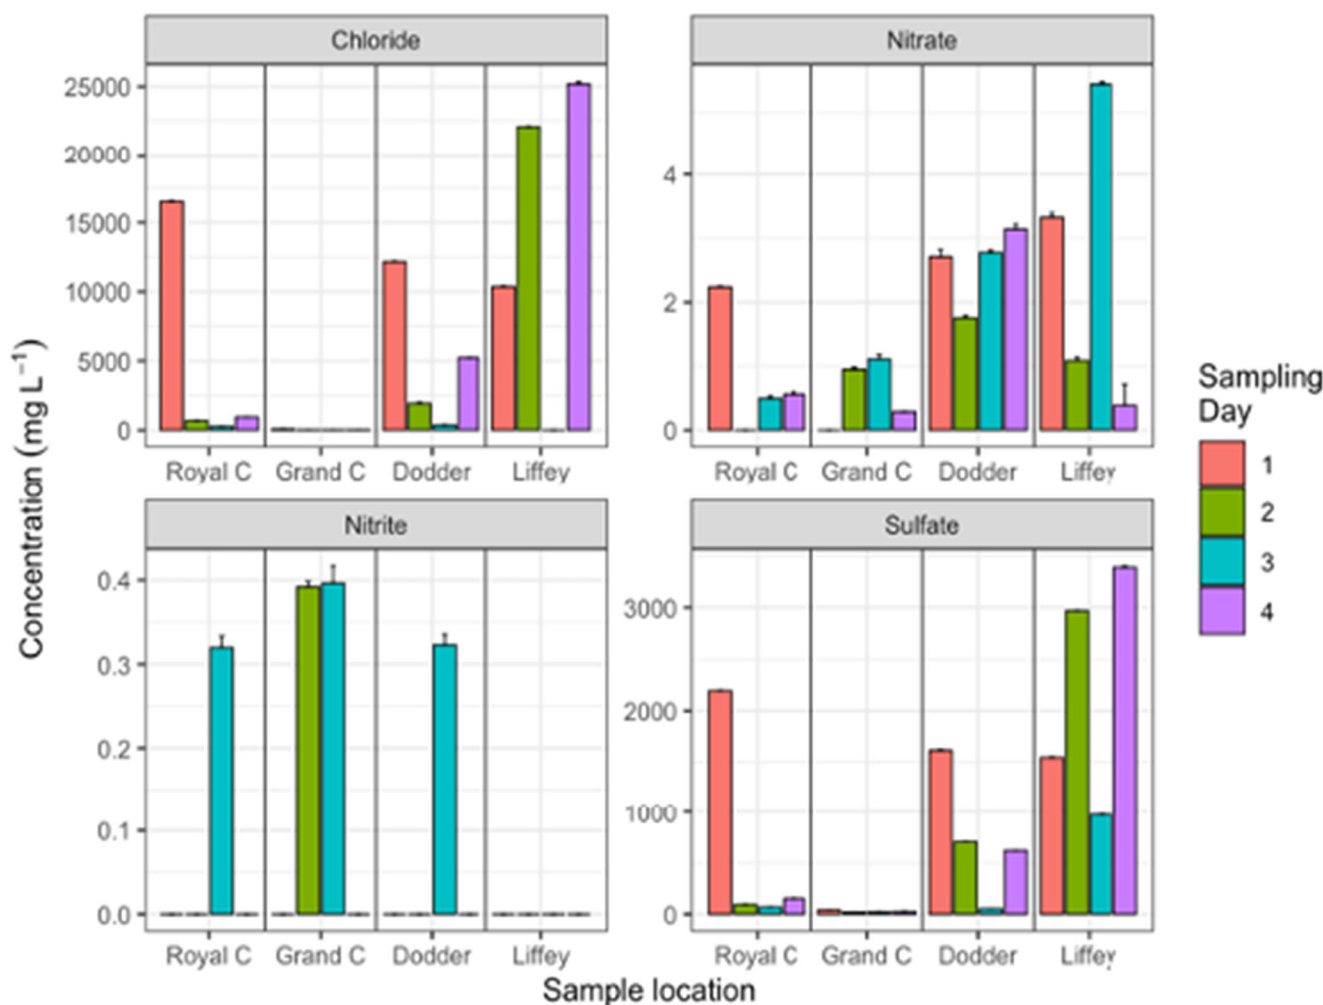 Chloride
Nitrate
25000
20000
15000
10000
5000
0
4
2
0
Royal C Grand C Dodder Liffey
Royal C Grand C Dodder Liffey
Nitrite
Sulfate
0.4
0.3
0.2
0.1
0.0
3000
2000
1000
0
Royal C Grand C Dodder Liffey
Royal C Grand C Dodder Liffey
Concentration (mg L⁻¹)
Sample location
Sampling
Day
1
2
3
4